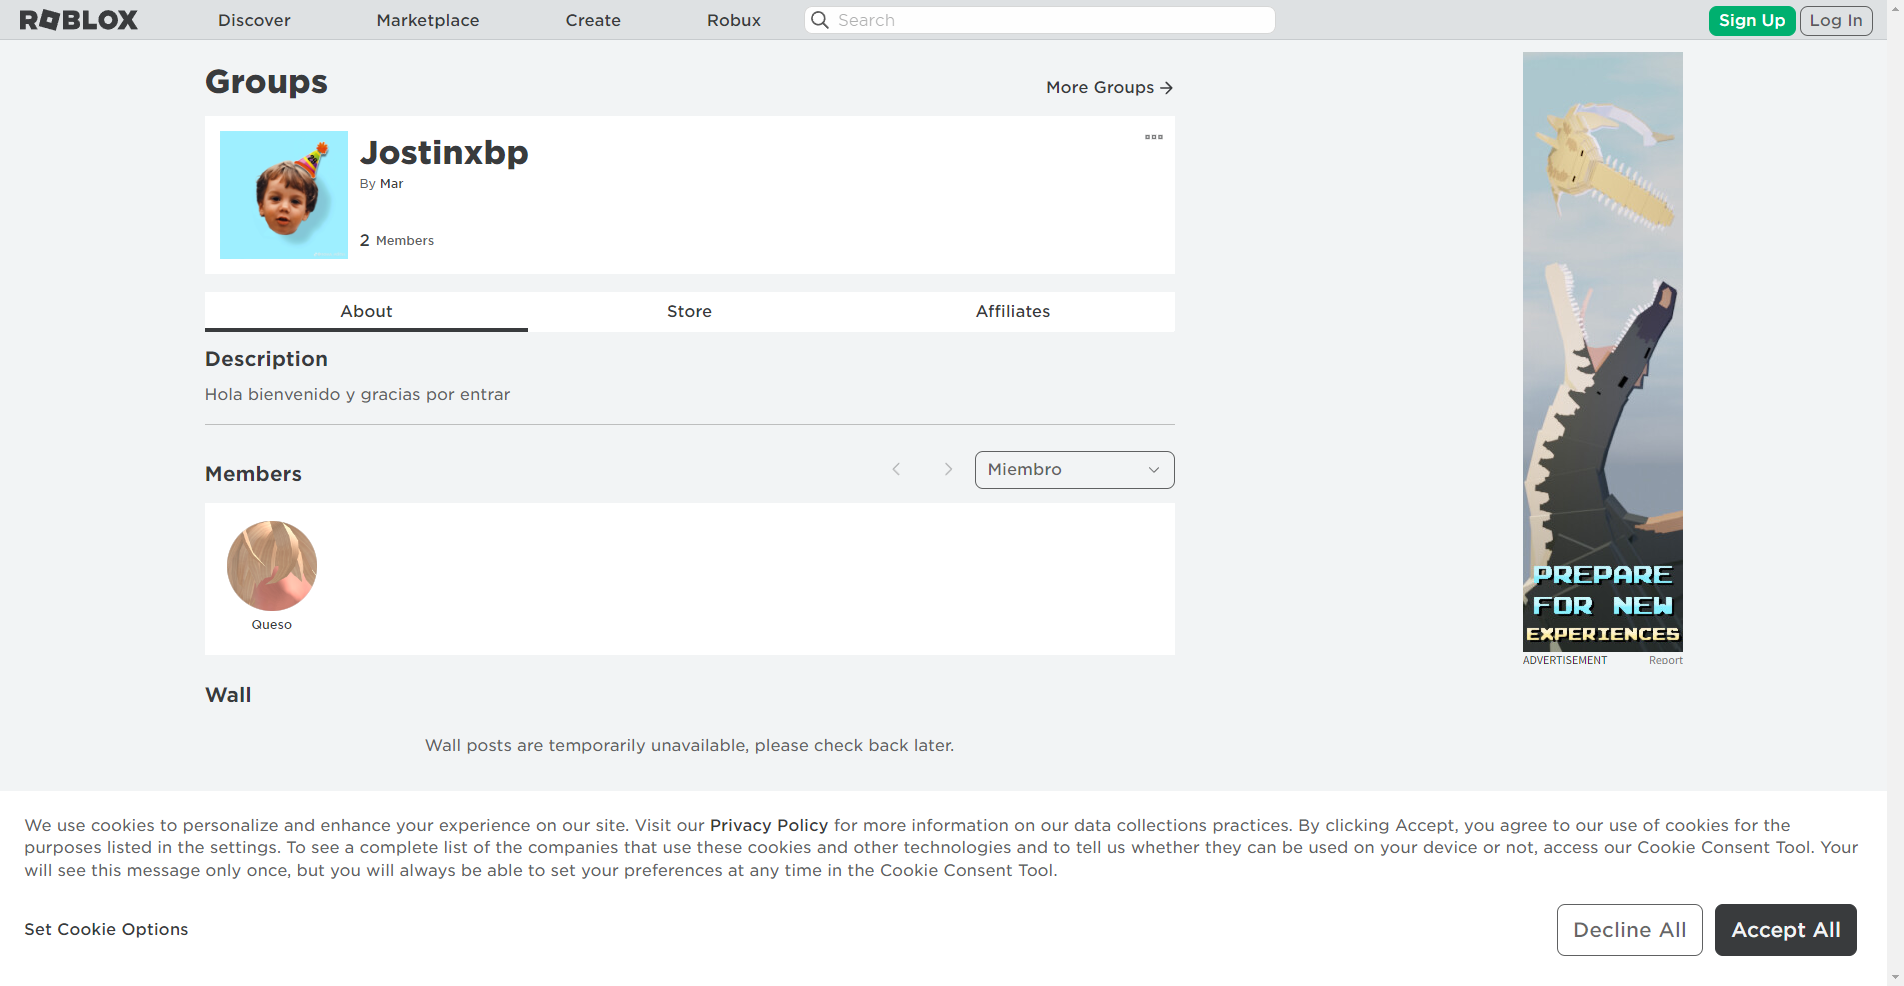 ROBLOX
Discover
Marketplace
Create
Robux
Search
Sign Up
Log In
Groups
More Groups
Jostinxbp
By Mar
2 Members
About
Store
Affiliates
Description
Hola bienvenido y gracias por entrar
Members
Miembro
Queso
Wall
Wall posts are temporarily unavailable, please check back later.
PREPARE
FOR NEW
EXPERIENCES
ADVERTISEMENT
Report
We use cookies to personalize and enhance your experience on our site. Visit our Privacy Policy for more information on our data collections practices. By clicking Accept, you agree to our use of cookies for the
purposes listed in the settings. To see a complete list of the companies that use these cookies and other technologies and to tell us whether they can be used on your device or not, access our Cookie Consent Tool. Your
will see this message only once, but you will always be able to set your preferences at any time in the Cookie Consent Tool.
Set Cookie Options
Decline All
Accept All